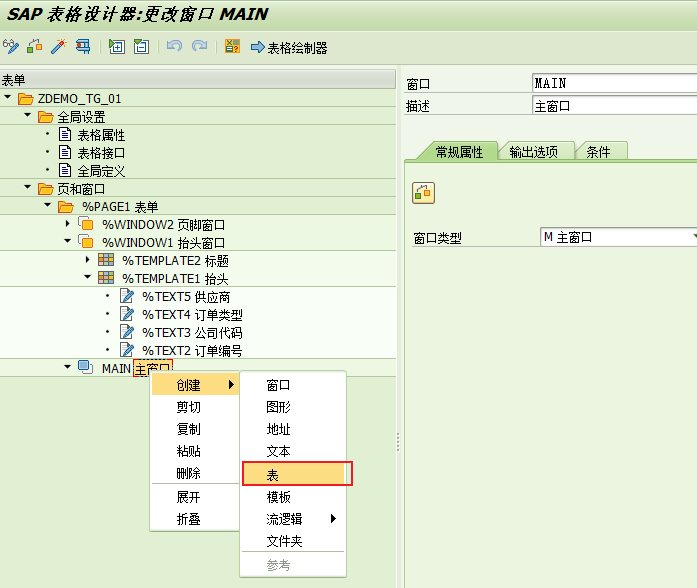 SAP 表格设计器:更改窗口 MAIN
表格绘制器
表单
ZDEMO_TG_01
全局设置
表格属性
表格接口
全局定义
页和窗口
%PAGE1 表单
%WINDOW2 页脚窗口
%WINDOW1 抬头窗口
%TEMPLATE2 标题
%TEMPLATE1 抬头
%TEXT5 供应商
%TEXT4 订单类型
%TEXT3 公司代码
%TEXT2 订单编号
MAIN 主窗口
创建
剪切
复制
粘贴
删除
展开
折叠
窗口
图形
地址
文本
表
模板
流逻辑
文件夹
参考
窗口 MAIN
描述 主窗口
常规属性 输出选项 条件
窗口类型 M 主窗口